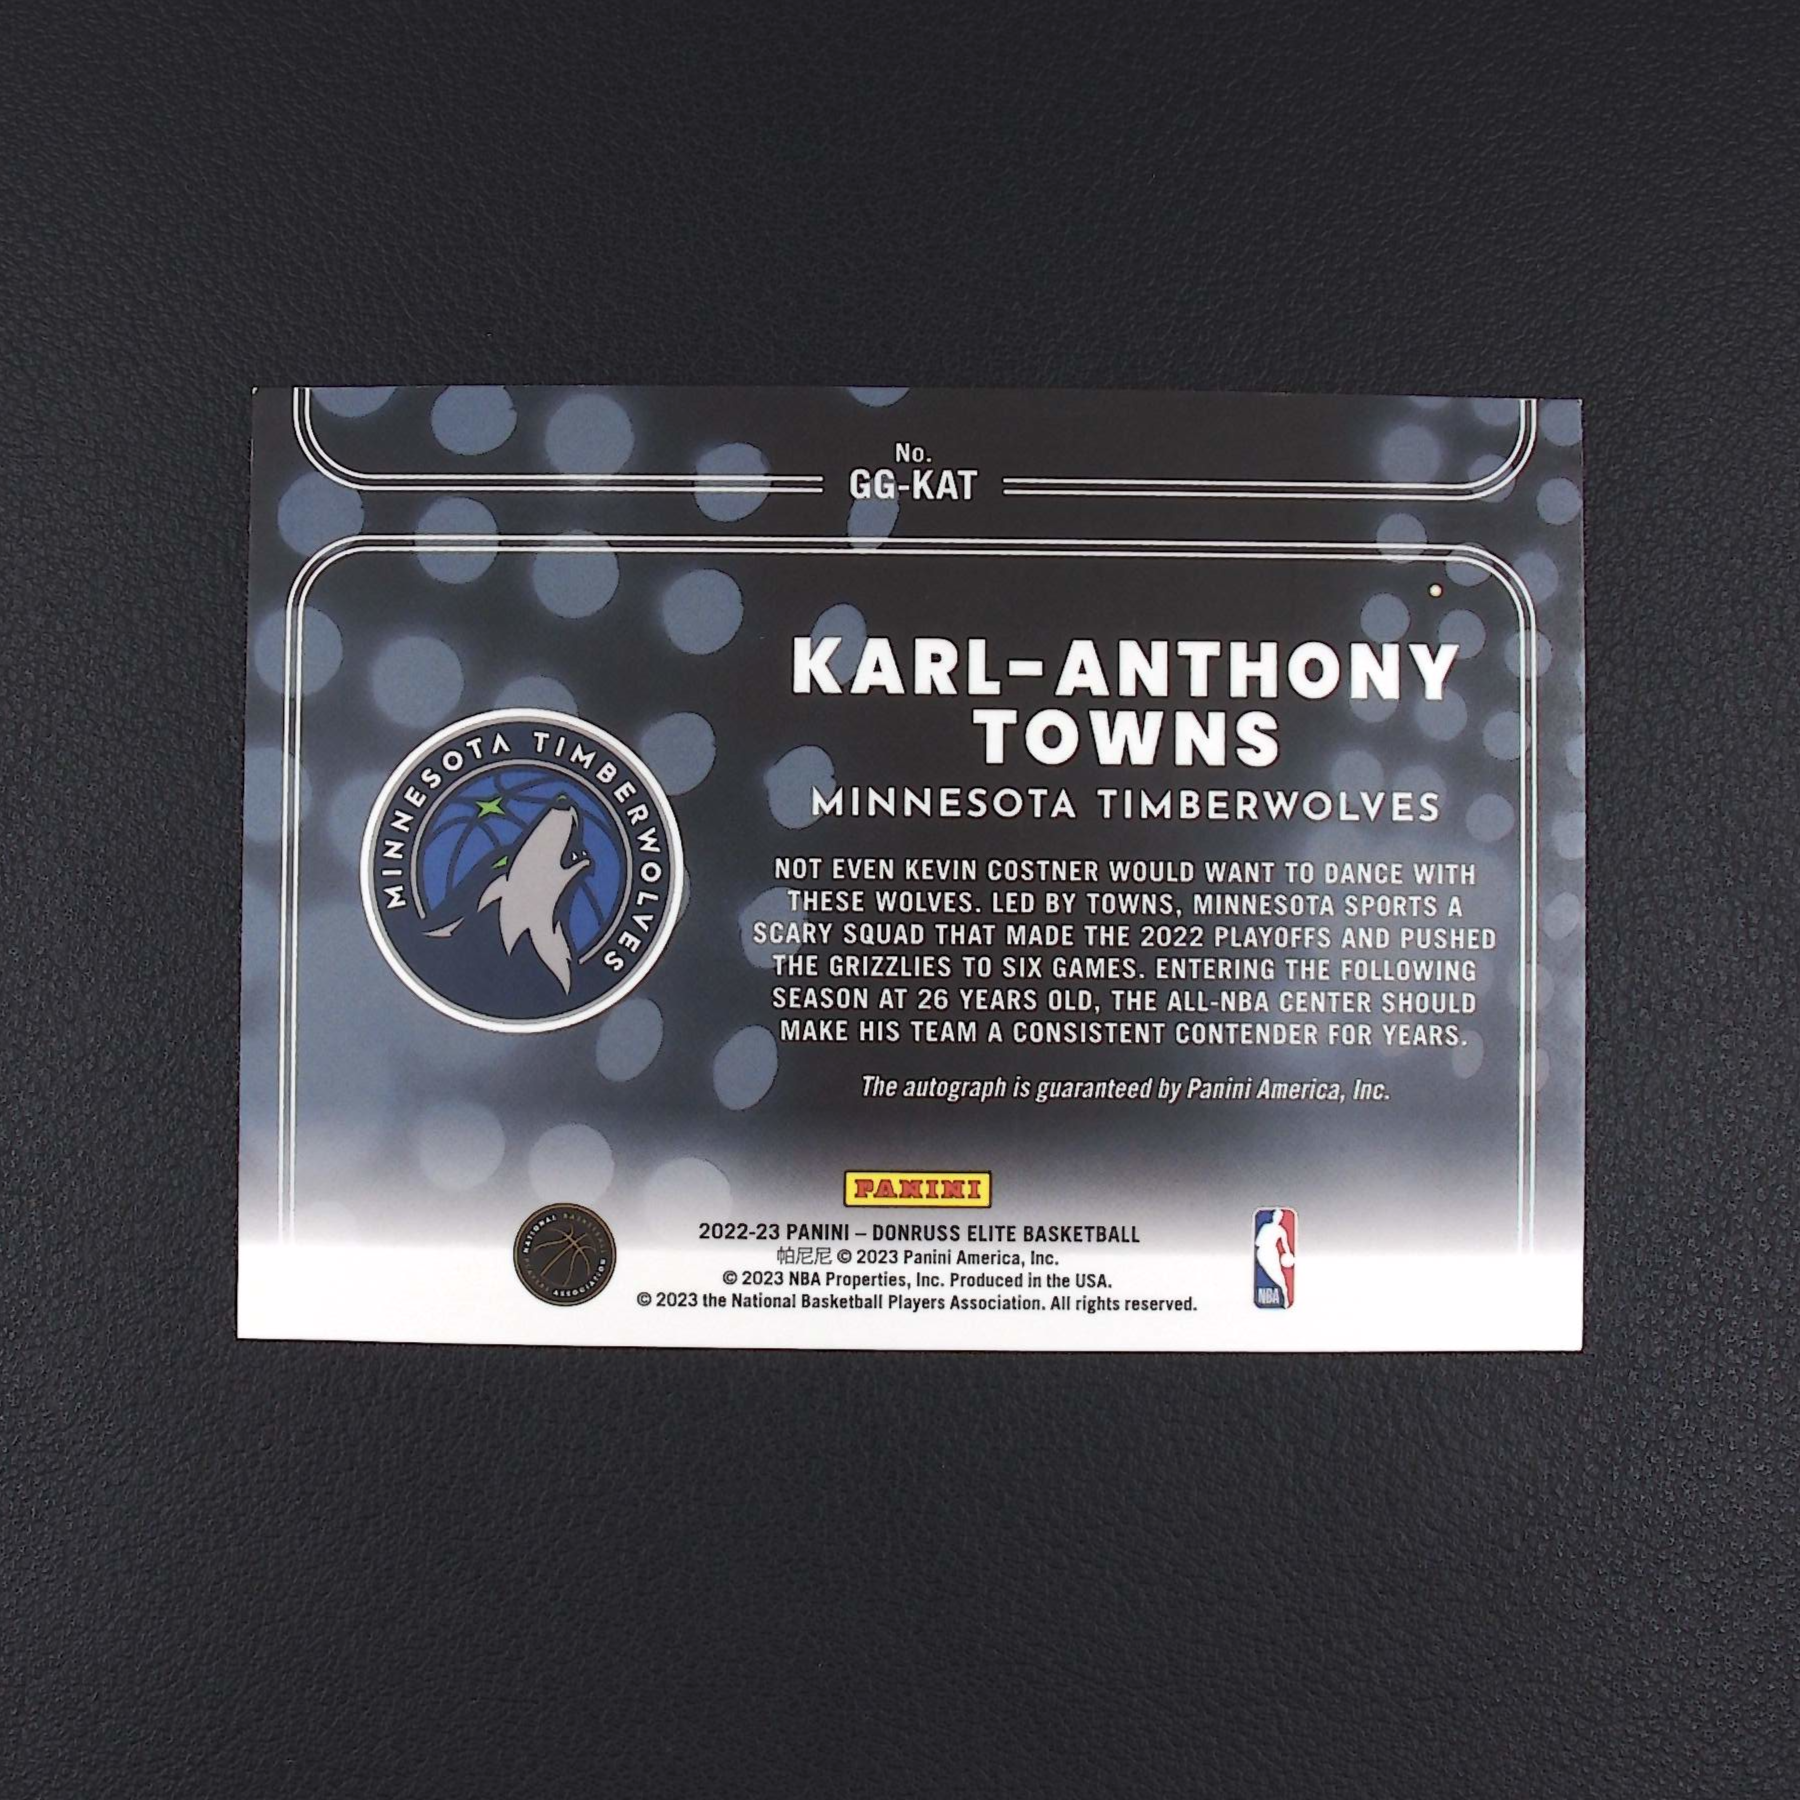 No.
GG-KAT
KARL-ANTHONY
TOWNS
MINNESOTA TIMBERWOLVES
MINNESOTA TIMBERWOLVES
NOT EVEN KEVIN COSTNER WOULD WANT TO DANCE WITH
THESE WOLVES. LED BY TOWNS, MINNESOTA SPORTS A
SCARY SQUAD THAT MADE THE 2022 PLAYOFFS AND PUSHED
THE GRIZZLIES TO SIX GAMES. ENTERING THE FOLLOWING
SEASON AT 26 YEARS OLD, THE ALL-NBA CENTER SHOULD
MAKE HIS TEAM A CONSISTENT CONTENDER FOR YEARS.
The autograph is guaranteed by Panini America, Inc.
PANINI
2022-23 PANINI – DONRUSS ELITE BASKETBALL
帕尼尼 © 2023 Panini America, Inc.
© 2023 NBA Properties, Inc. Produced in the USA.
© 2023 the National Basketball Players Association. All rights reserved.
NATIONAL BASKETBALL PLAYERS ASSOCIATION
NBA